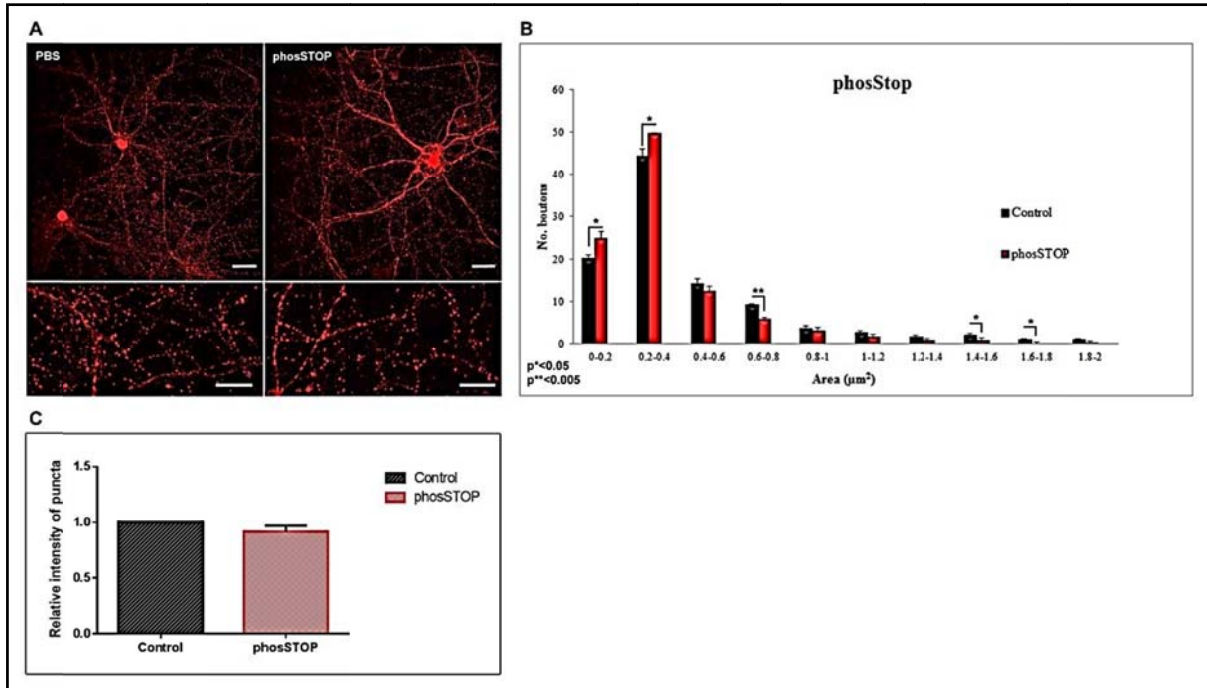 A
PBS
phosSTOP
B
phosStop
60
50
40
30
20
10
0
No. boutons
*
*
**
*
*
Control
phosSTOP
0-0.2
0.2-0.4
0.4-0.6
0.6-0.8
0.8-1
1-1.2
1.2-1.4
1.4-1.6
1.6-1.8
1.8-2
p*<0.05
p**<0.005
Area (µm²)
C
1.5
1.0
0.5
0.0
Relative intensity of puncta
Control
phosSTOP
Control
phosSTOP